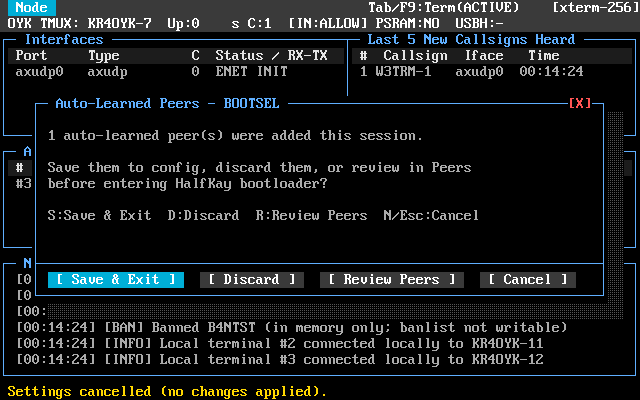 Node Tab/F9:Term(ACTIVE) [xterm-256]
OYK TMUX: KR4OYK-7 Up:0 s C:1 [IN:ALLOW] PSRAM:NO USBH:-
Interfaces Last 5 New Callsigns Heard
Port Type C Status / RX-TX # Callsign Iface Time
axudp0 axudp 0 ENET INIT 1 W3TRM-1 axudp0 00:14:24
Auto-Learned Peers - BOOTSEL [X]
1 auto-learned peer(s) were added this session.
A
# Save them to config, discard them, or review in Peers
#3 before entering HalfKay bootloader?
S:Save & Exit D:Discard R:Review Peers N/Esc:Cancel
N
[0 [ Save & Exit ] [ Discard ] [ Review Peers ] [ Cancel ]
[0
[00:
[00:14:24] [BAN] Banned B4NTST (in memory only; banlist not writable)
[00:14:24] [INFO] Local terminal #2 connected locally to KR4OYK-11
[00:14:24] [INFO] Local terminal #3 connected locally to KR4OYK-12
Settings cancelled (no changes applied).